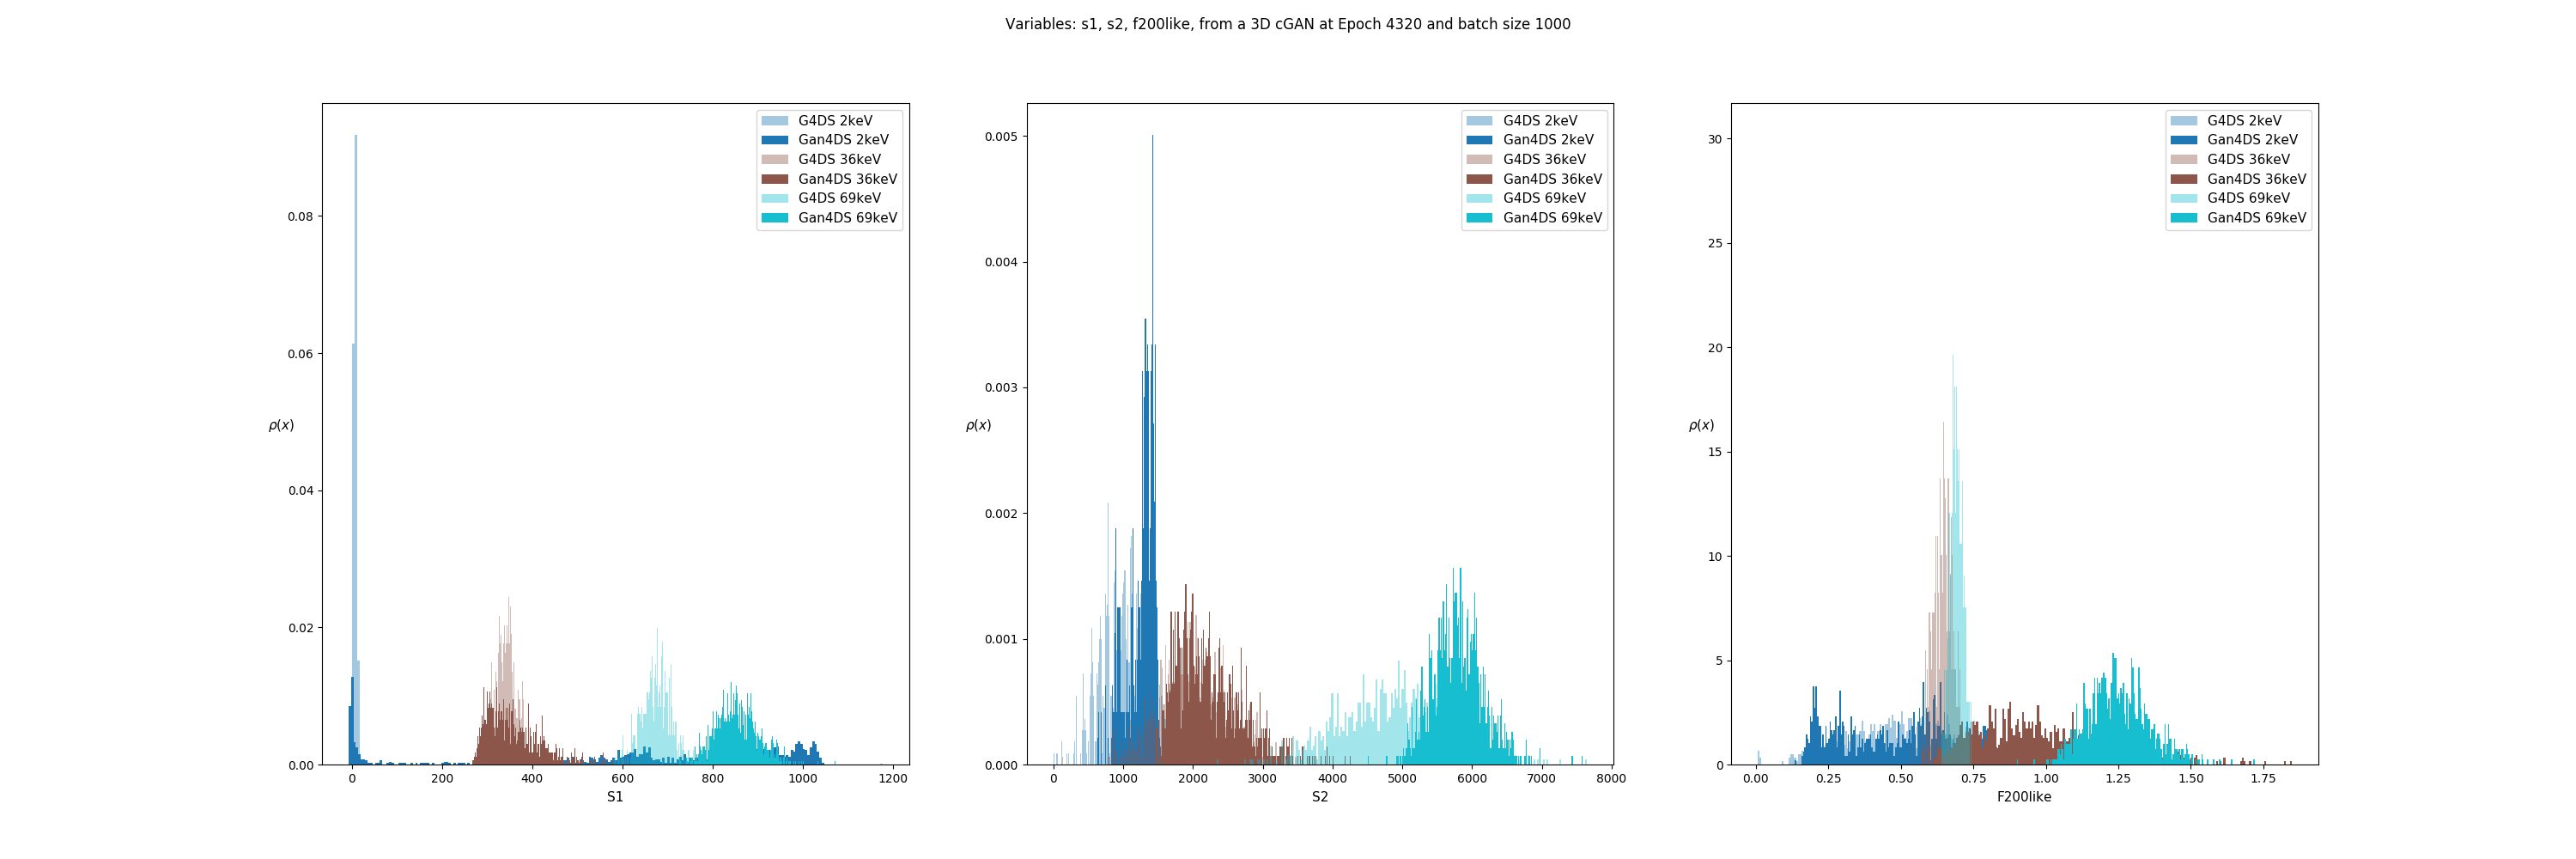 Variables: s1, s2, f200like, from a 3D cGAN at Epoch 4320 and batch size 1000
G4DS 2keV
Gan4DS 2keV
G4DS 36keV
Gan4DS 36keV
G4DS 69keV
Gan4DS 69keV
0.08
0.06
0.04
0.02
0.00
ρ(x)
0 200 400 600 800 1000 1200
S1
G4DS 2keV
Gan4DS 2keV
G4DS 36keV
Gan4DS 36keV
G4DS 69keV
Gan4DS 69keV
0.005
0.004
0.003
0.002
0.001
0.000
ρ(x)
0 1000 2000 3000 4000 5000 6000 7000 8000
S2
G4DS 2keV
Gan4DS 2keV
G4DS 36keV
Gan4DS 36keV
G4DS 69keV
Gan4DS 69keV
30
25
20
15
10
5
0
ρ(x)
0.00 0.25 0.50 0.75 1.00 1.25 1.50 1.75
F200like